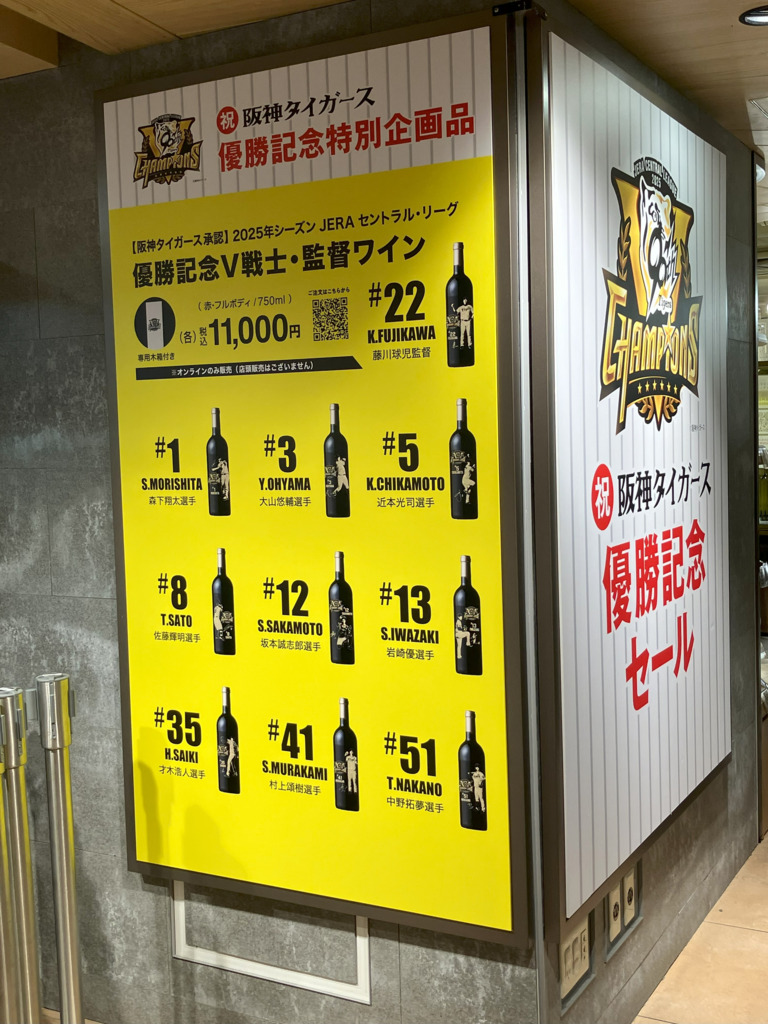 CHAMPIONS
祝 阪神タイガース
優勝記念特別企画品
【阪神タイガース承認】2025年シーズン JERA セントラル・リーグ
優勝記念V戦士・監督ワイン
(赤・フルボディ/750ml)
ご注文はこちらから
(各)税込11,000円
専用木箱付き
※オンラインのみ販売(店頭販売はございません)
#22
K.FUJIKAWA
藤川球児監督
#1
S.MORISHITA
森下翔太選手
#3
Y.OHYAMA
大山悠輔選手
#5
K.CHIKAMOTO
近本光司選手
#8
T.SATO
佐藤輝明選手
#12
S.SAKAMOTO
坂本誠志郎選手
#13
S.IWAZAKI
岩崎優選手
#35
H.SAIKI
才木浩人選手
#41
S.MURAKAMI
村上頌樹選手
#51
T.NAKANO
中野拓夢選手
JERA CENTRAL LEAGUE
2025
Tigers
CHAMPIONS
祝 阪神タイガース
優勝記念
セール